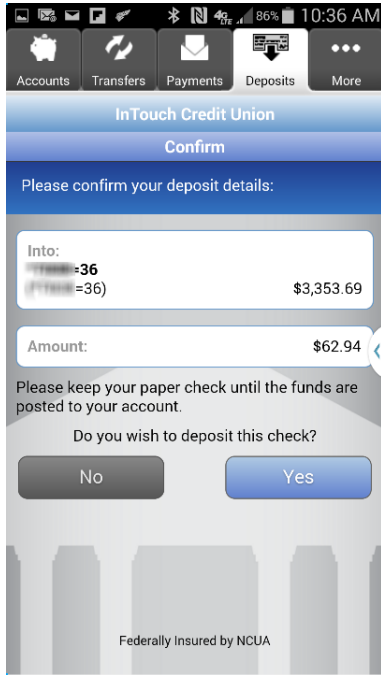 4G LTE 86% 10:36 AM
Accounts Transfers Payments Deposits More
InTouch Credit Union
Confirm
Please confirm your deposit details:
Into:
=36
=36) $3,353.69
Amount: $62.94
Please keep your paper check until the funds are
posted to your account.
Do you wish to deposit this check?
No Yes
Federally Insured by NCUA